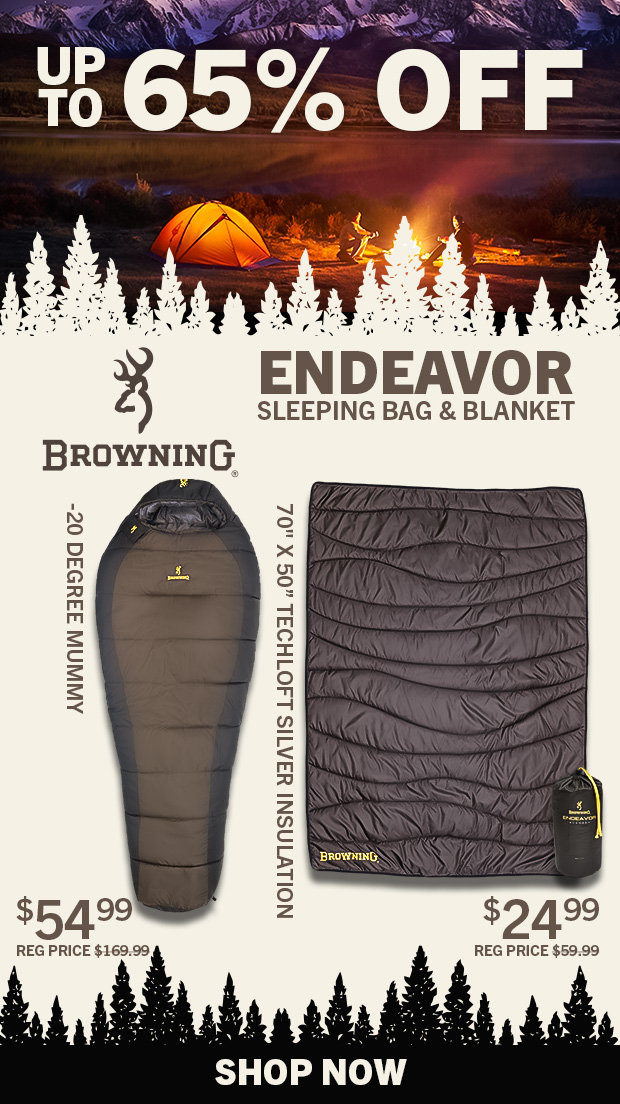 UP TO 65% OFF
BROWNING®
ENDEAVOR
SLEEPING BAG & BLANKET
-20 DEGREE MUMMY
BROWNING
70" X 50” TECHLOFT SILVER INSULATION
BROWNING
BROWNING
ENDEAVOR
$54.99
REG PRICE $169.99
$24.99
REG PRICE $59.99
SHOP NOW